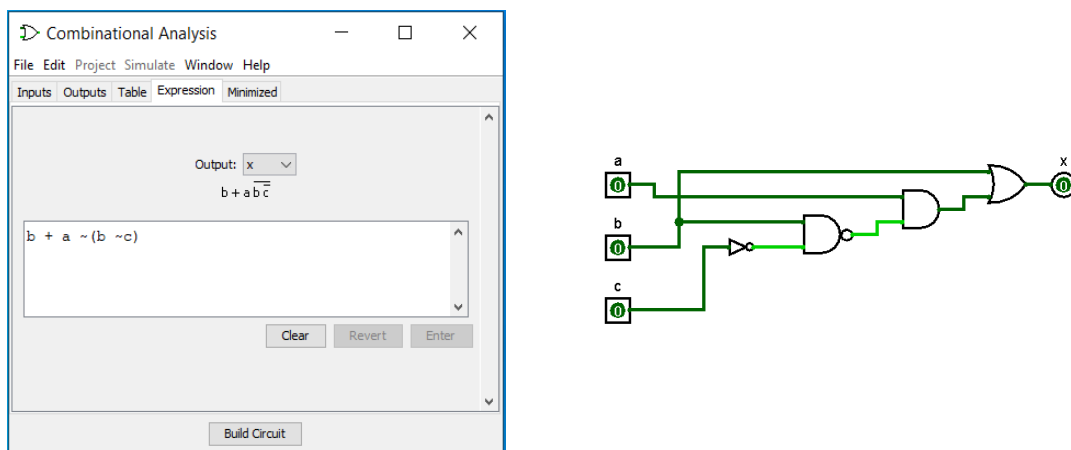 Combinational Analysis
File Edit Project Simulate Window Help
Inputs Outputs Table Expression Minimized
Output: x
b + a b̅ ̅c̅̅
b + a ~(b ~c)
Clear Revert Enter
Build Circuit
a
0
b
0
c
0
x
0